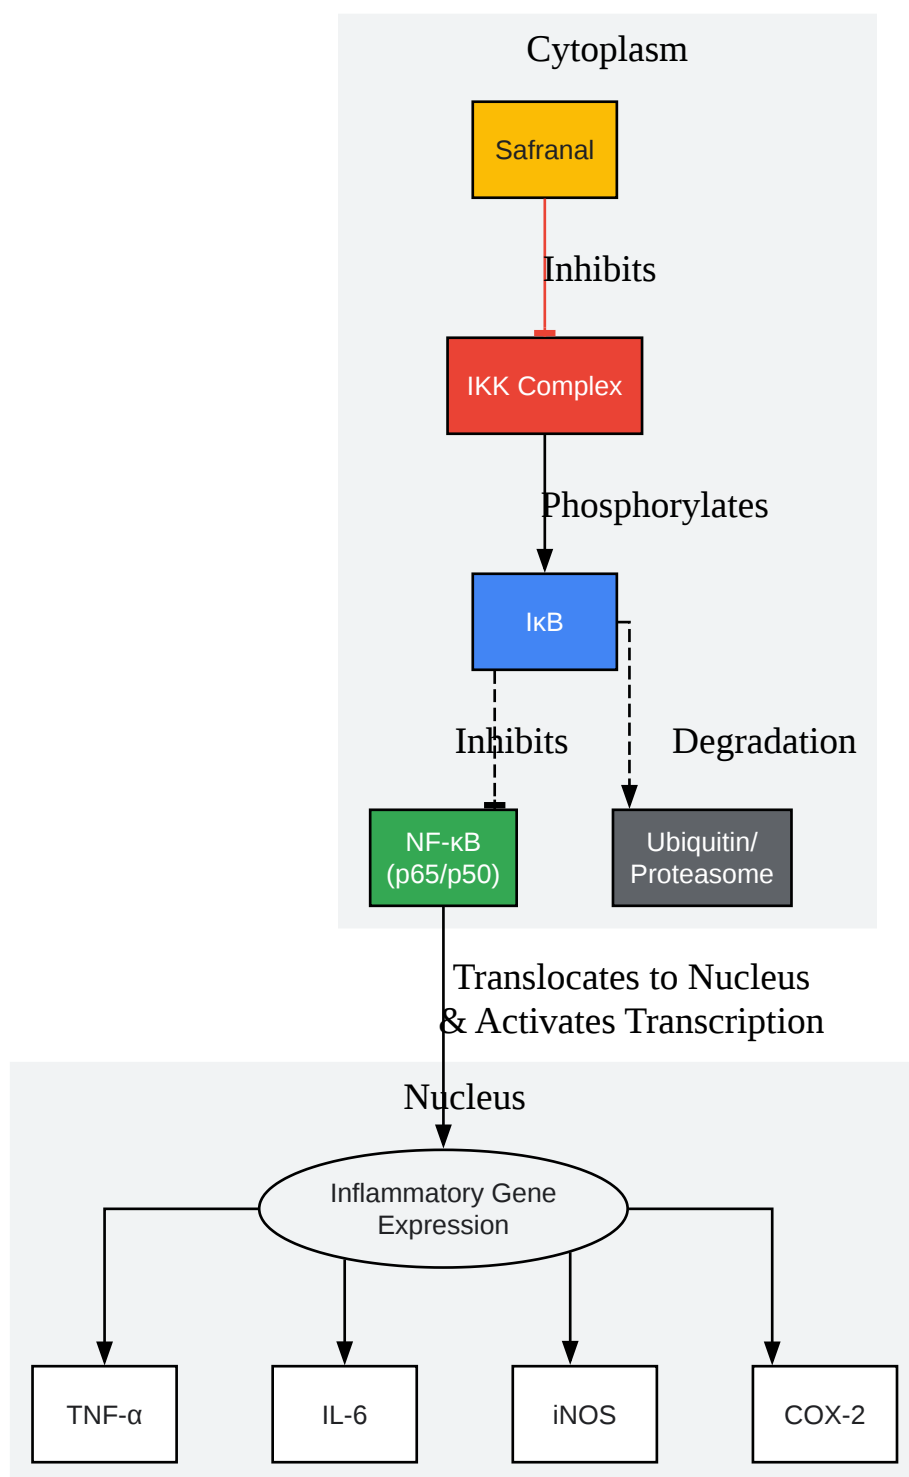 Cytoplasm
Safranal
Inhibits
IKK Complex
Phosphorylates
IκB
Inhibits
Degradation
NF-κB
(p65/p50)
Ubiquitin/
Proteasome
Translocates to Nucleus
& Activates Transcription
Nucleus
Inflammatory Gene
Expression
TNF-α
IL-6
iNOS
COX-2